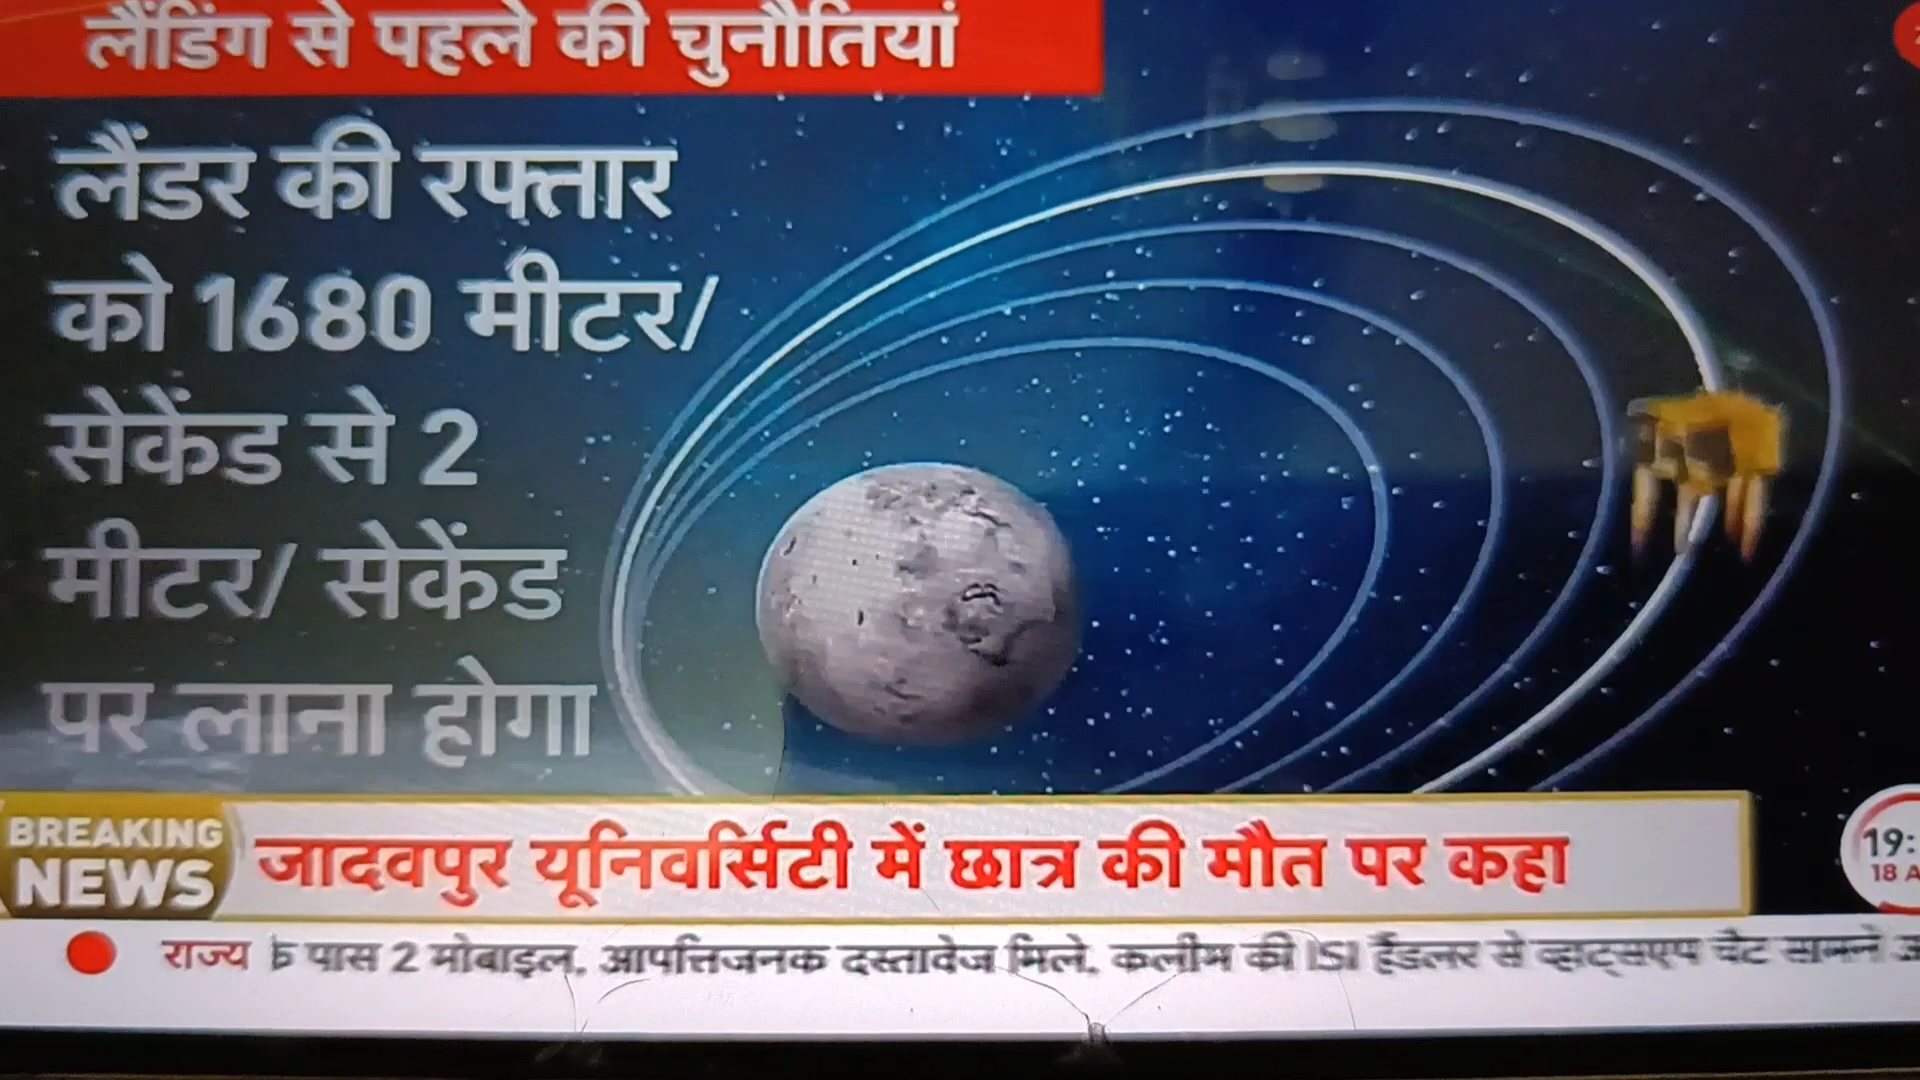 लैंडिंग से पहले की चुनौतियां
लैंडर की रफ्तार
को 1680 मीटर/
सेकेंड से 2
मीटर/ सेकेंड
पर लाना होगा
BREAKING
NEWS
जादवपुर यूनिवर्सिटी में छात्र की मौत पर कहा
19:
18 A
राज्य के पास 2 मोबाइल, आपत्तिजनक दस्तावेज मिले, कलीम की ISI हैंडलर से व्हाट्सएप चैट सामने